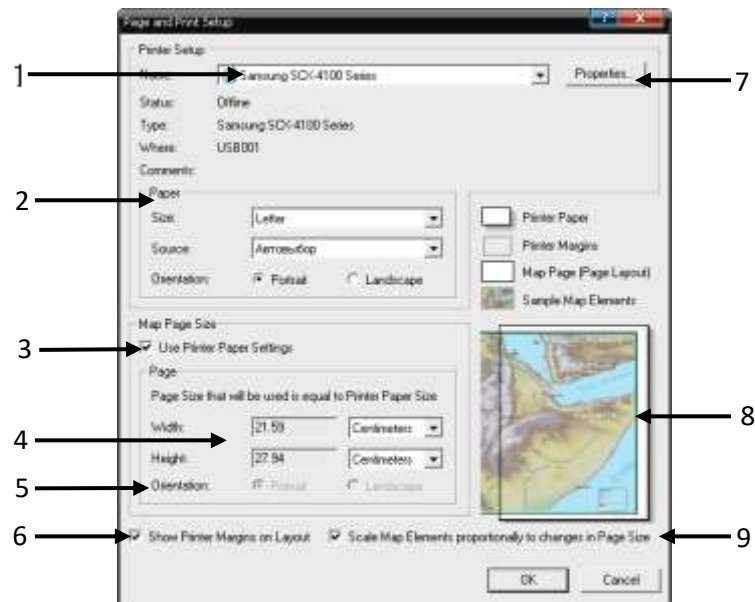 Page and Print Setup
Printer Setup
1 Name: Samsung SCX-4100 Series Properties... 7
Status: Offline
Type: Samsung SCX-4100 Series
Where: USB001
Comments:
2 Paper
Size: Letter
Source: Автовыбор
Orientation: Portrait Landscape
Printer Paper
Printer Margins
Map Page (Page Layout)
Sample Map Elements
Map Page Size
3 Use Printer Paper Settings
Page
Page Size that will be used is equal to Printer Paper Size
4 Width: 21.59 Centimeters
Height: 27.94 Centimeters
5 Orientation: Portrait Landscape
8
6 Show Printer Margins on Layout Scale Map Elements proportionally to changes in Page Size 9
OK Cancel